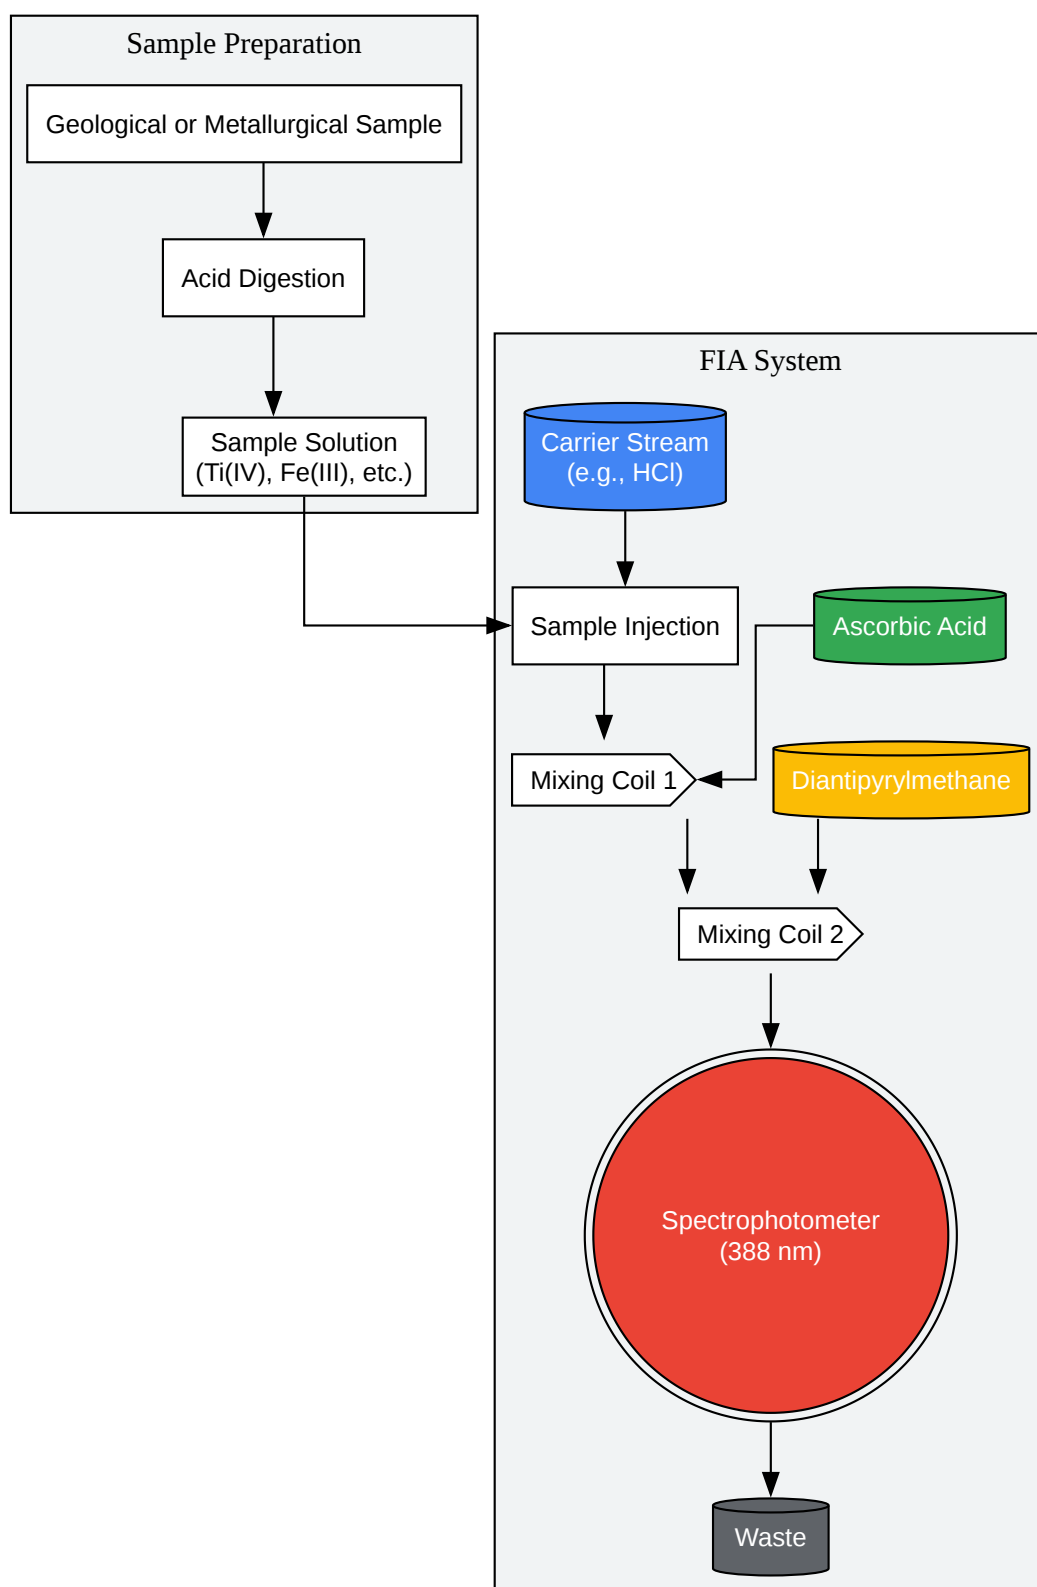 Sample Preparation
Geological or Metallurgical Sample
Acid Digestion
Sample Solution
(Ti(IV), Fe(III), etc.)
FIA System
Carrier Stream
(e.g., HCl)
Sample Injection
Ascorbic Acid
Mixing Coil 1
Diantipyrylmethane
Mixing Coil 2
Spectrophotometer
(388 nm)
Waste